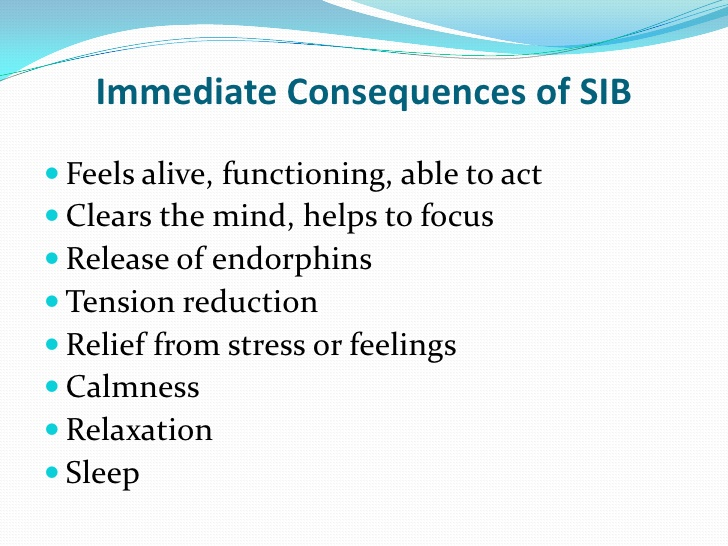 Immediate Consequences of SIB
Feels alive, functioning, able to act
Clears the mind, helps to focus
Release of endorphins
Tension reduction
Relief from stress or feelings
Calmness
Relaxation
Sleep